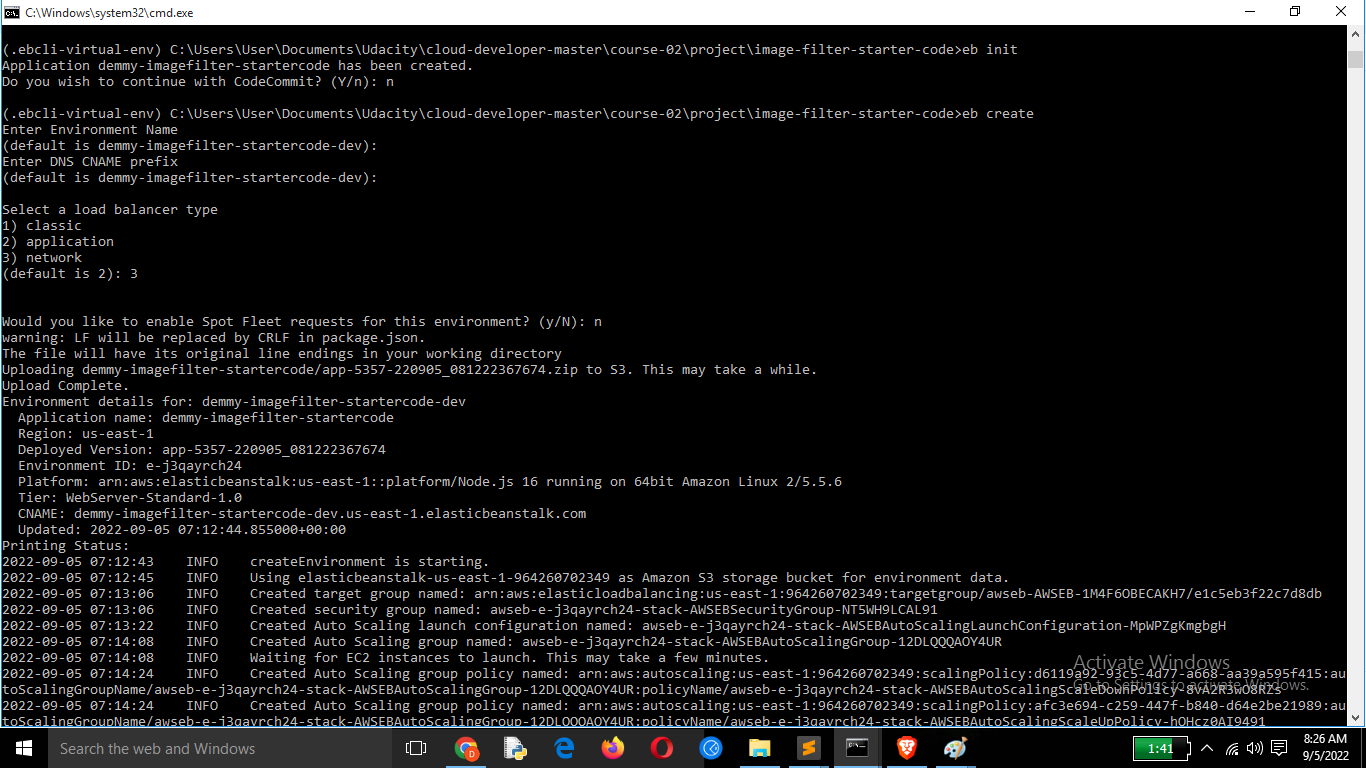 C:\Windows\system32\cmd.exe
(.ebcli-virtual-env) C:\Users\User\Documents\Udacity\cloud-developer-master\course-02\project\image-filter-starter-code>eb init
Application demmy-imagefilter-startercode has been created.
Do you wish to continue with CodeCommit? (Y/n): n
(.ebcli-virtual-env) C:\Users\User\Documents\Udacity\cloud-developer-master\course-02\project\image-filter-starter-code>eb create
Enter Environment Name
(default is demmy-imagefilter-startercode-dev):
Enter DNS CNAME prefix
(default is demmy-imagefilter-startercode-dev):
Select a load balancer type
1) classic
2) application
3) network
(default is 2): 3
Would you like to enable Spot Fleet requests for this environment? (y/N): n
warning: LF will be replaced by CRLF in package.json.
The file will have its original line endings in your working directory
Uploading demmy-imagefilter-startercode/app-5357-220905_081222367674.zip to S3. This may take a while.
Upload Complete.
Environment details for: demmy-imagefilter-startercode-dev
  Application name: demmy-imagefilter-startercode
  Region: us-east-1
  Deployed Version: app-5357-220905_081222367674
  Environment ID: e-j3qayrch24
  Platform: arn:aws:elasticbeanstalk:us-east-1::platform/Node.js 16 running on 64bit Amazon Linux 2/5.5.6
  Tier: WebServer-Standard-1.0
  CNAME: demmy-imagefilter-startercode-dev.us-east-1.elasticbeanstalk.com
  Updated: 2022-09-05 07:12:44.855000+00:00
Printing Status:
2022-09-05 07:12:43    INFO    createEnvironment is starting.
2022-09-05 07:12:45    INFO    Using elasticbeanstalk-us-east-1-964260702349 as Amazon S3 storage bucket for environment data.
2022-09-05 07:13:06    INFO    Created target group named: arn:aws:elasticloadbalancing:us-east-1:964260702349:targetgroup/awseb-AWSEB-1M4F6OBECAKH7/e1c5eb3f22c7d8db
2022-09-05 07:13:06    INFO    Created security group named: awseb-e-j3qayrch24-stack-AWSEBSecurityGroup-NT5WH9LCAL91
2022-09-05 07:13:22    INFO    Created Auto Scaling launch configuration named: awseb-e-j3qayrch24-stack-AWSEBAutoScalingLaunchConfiguration-MpWPZgKmgbgH
2022-09-05 07:14:08    INFO    Created Auto Scaling group named: awseb-e-j3qayrch24-stack-AWSEBAutoScalingGroup-12DLQQQAOY4UR
2022-09-05 07:14:08    INFO    Waiting for EC2 instances to launch. This may take a few minutes.
2022-09-05 07:14:24    INFO    Created Auto Scaling group policy named: arn:aws:autoscaling:us-east-1:964260702349:scalingPolicy:d6119a92-93c5-4d77-a668-aa39a595f415:au
toScalingGroupName/awseb-e-j3qayrch24-stack-AWSEBAutoScalingGroup-12DLQQQAOY4UR:policyName/awseb-e-j3qayrch24-stack-AWSEBAutoScalingScaleDownPolicy-
2022-09-05 07:14:24    INFO    Created Auto Scaling group policy named: arn:aws:autoscaling:us-east-1:964260702349:scalingPolicy:afc3e694-c259-447f-b840-d64e2be21989:au
toScalingGroupName/awseb-e-j3qayrch24-stack-AWSEBAutoScalingGroup-12DLQQQAOY4UR:policyName/awseb-e-j3qayrch24-stack-AWSEBAutoScalingScaleUpPolicy-hQHcz0AI9491
Activate Windows
Go to Settings to activate Windows.
Search the web and Windows
1:41
8:26 AM
9/5/2022